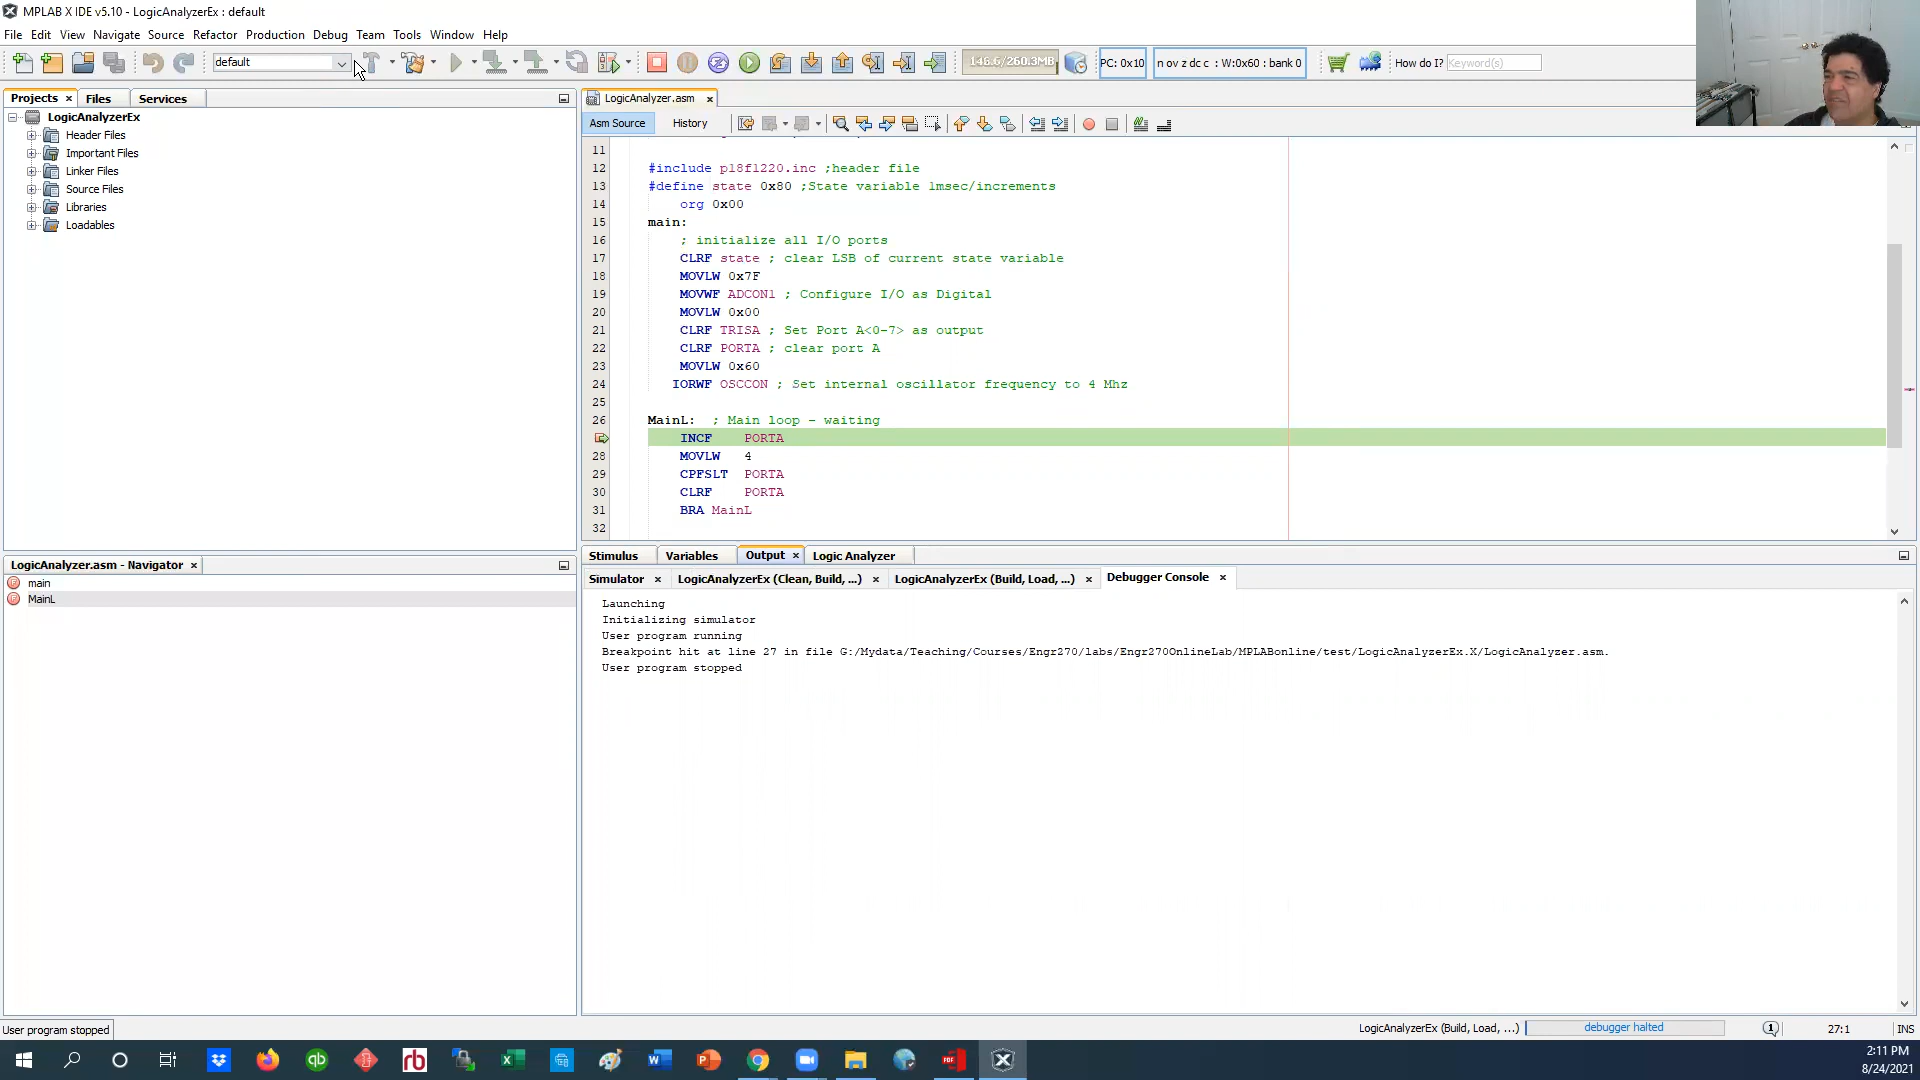 MPLAB X IDE v5.10 - LogicAnalyzerEx : default
File Edit View Navigate Source Refactor Production Debug Team Tools Window Help
default
148.6/260.3MB
PC: 0x10
n ov z dc c : W:0x60 : bank 0
How do I? Keyword(s)
Projects Files Services
LogicAnalyzerEx
Header Files
Important Files
Linker Files
Source Files
Libraries
Loadables
LogicAnalyzer.asm
Asm Source History
11
12 #include p18f1220.inc ;header file
13 #define state 0x80 ;State variable 1msec/increments
14 org 0x00
15 main:
16 ; initialize all I/O ports
17 CLRF state ; clear LSB of current state variable
18 MOVLW 0x7F
19 MOVWF ADCON1 ; Configure I/O as Digital
20 MOVLW 0x00
21 CLRF TRISA ; Set Port A<0-7> as output
22 CLRF PORTA ; clear port A
23 MOVLW 0x60
24 IORWF OSCCON ; Set internal oscillator frequency to 4 Mhz
25
26 MainL: ; Main loop - waiting
INCF PORTA
28 MOVLW 4
29 CPFSLT PORTA
30 CLRF PORTA
31 BRA MainL
32
LogicAnalyzer.asm - Navigator
main
MainL
Stimulus Variables Output Logic Analyzer
Simulator LogicAnalyzerEx (Clean, Build, ...) LogicAnalyzerEx (Build, Load, ...) Debugger Console
Launching
Initializing simulator
User program running
Breakpoint hit at line 27 in file G:/Mydata/Teaching/Courses/Engr270/labs/Engr270OnlineLab/MPLABonline/test/LogicAnalyzerEx.X/LogicAnalyzer.asm.
User program stopped
User program stopped
LogicAnalyzerEx (Build, Load, ...) debugger halted 1 27:1 INS
2:11 PM
8/24/2021